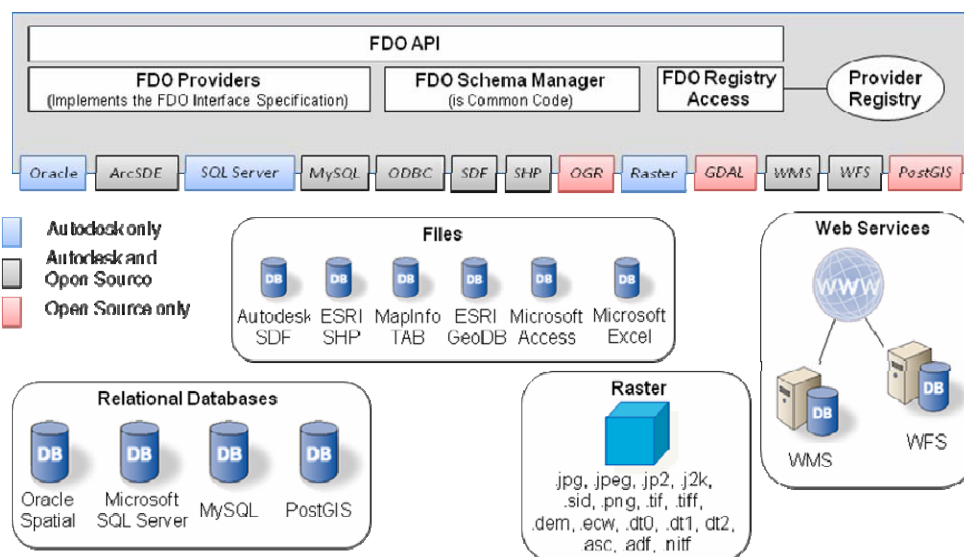 FDO API
FDO Providers
(Implements the FDO Interface Specification)
FDO Schema Manager
(is Common Code)
FDO Registry
Access
Provider
Registry
Oracle
ArcSDE
SQL Server
MySQL
ODBC
SDF
SHP
OGR
Raster
GDAL
WMS
WFS
PostGIS
Autodesk only
Autodesk and
Open Source
Open Source only
Files
DB
DB
DB
DB
DB
DB
Autodesk
SDF
ESRI
SHP
MapInfo
TAB
ESRI
GeoDB
Microsoft
Access
Microsoft
Excel
Web Services
WWW
DB
DB
WMS
WFS
Relational Databases
DB
DB
DB
DB
Oracle
Spatial
Microsoft
SQL Server
MySQL
PostGIS
Raster
.jpg, .jpeg, .jp2, .j2k,
.sid, .png, .tif, .tiff,
.dem, .ecw, .dt0, .dt1, dt2,
.asc, .adf, .nitf